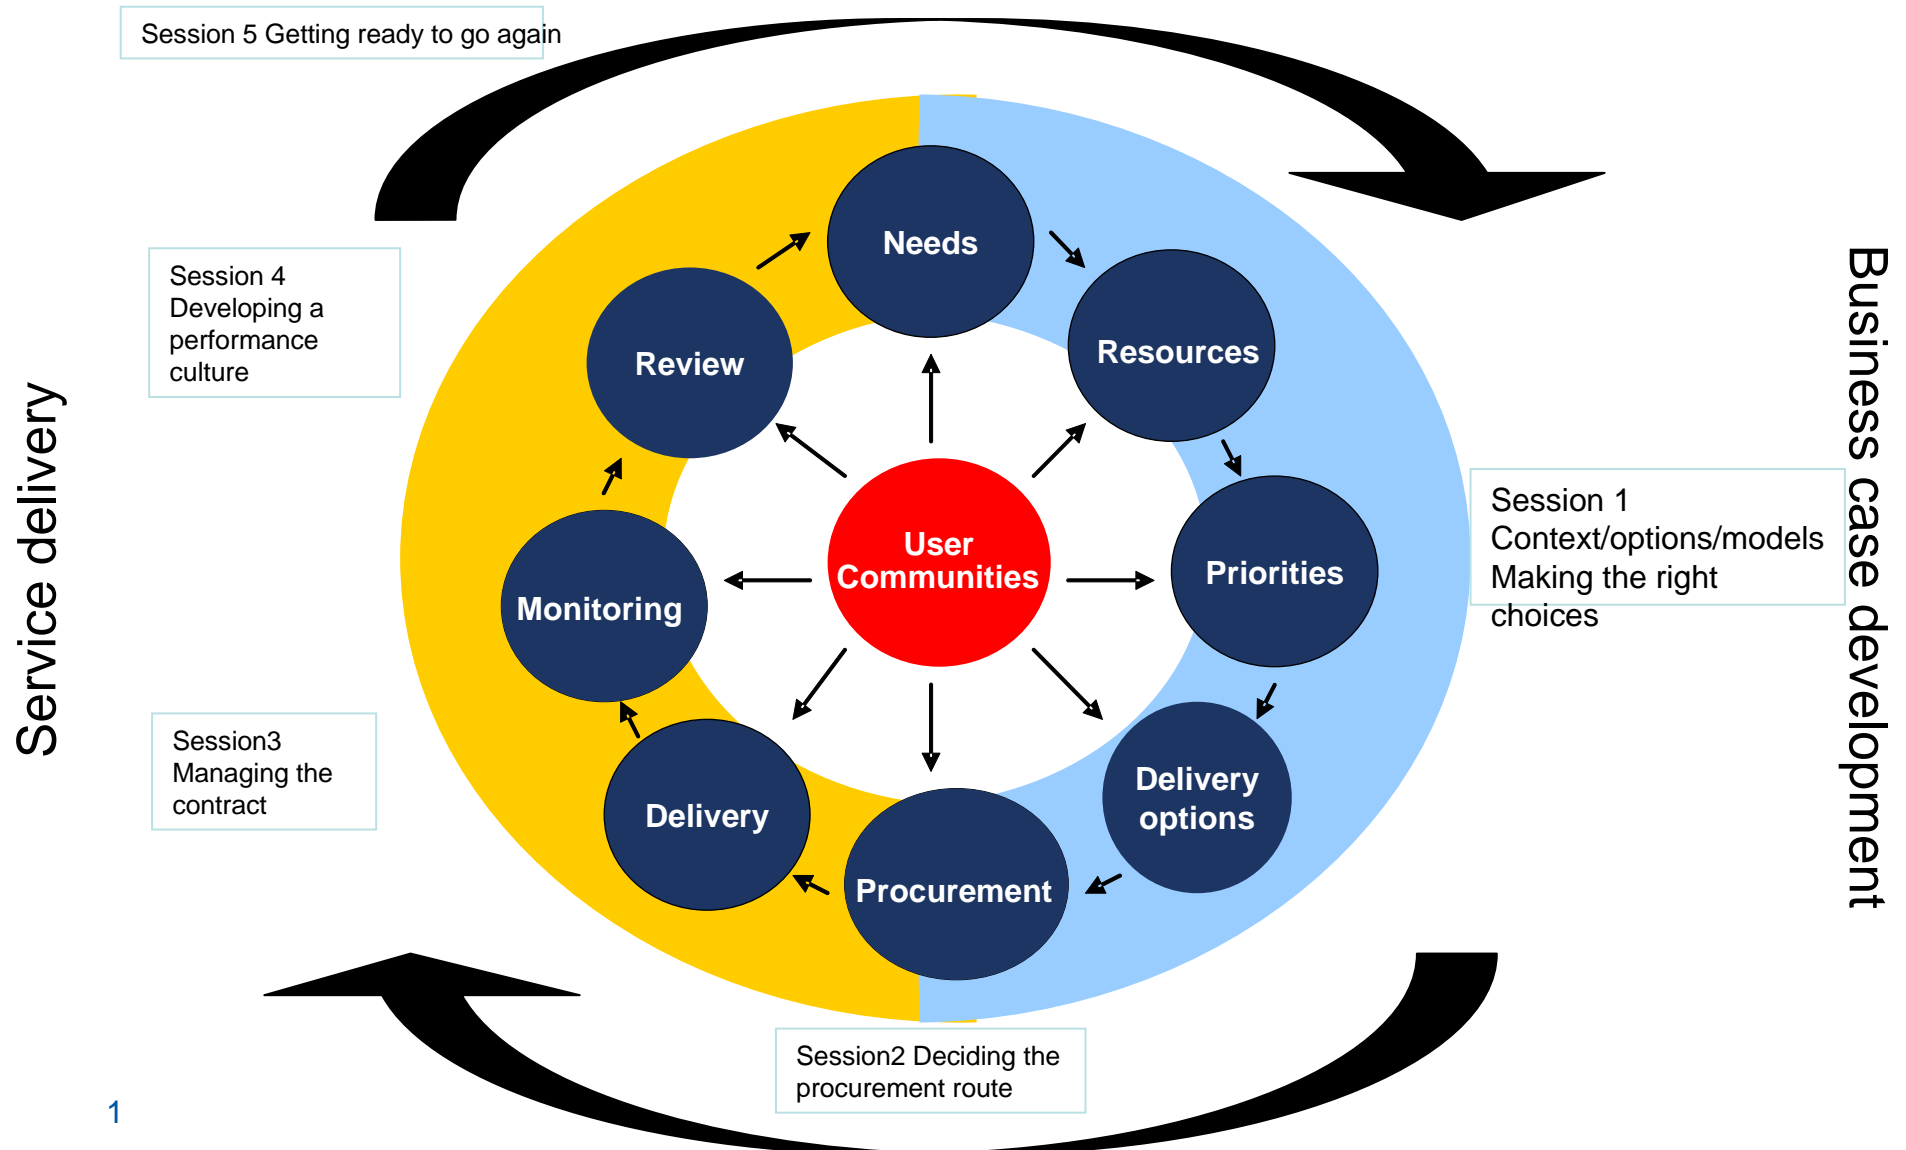 Session 5 Getting ready to go again
Needs
Resources
Review
Session 4
Developing a
performance
culture
Service delivery
Business case development
User
Communities
Priorities
Session 1
Context/options/models
Making the right
choices
Monitoring
Session3
Managing the
contract
Delivery
Delivery
options
Procurement
Session2 Deciding the
procurement route
1